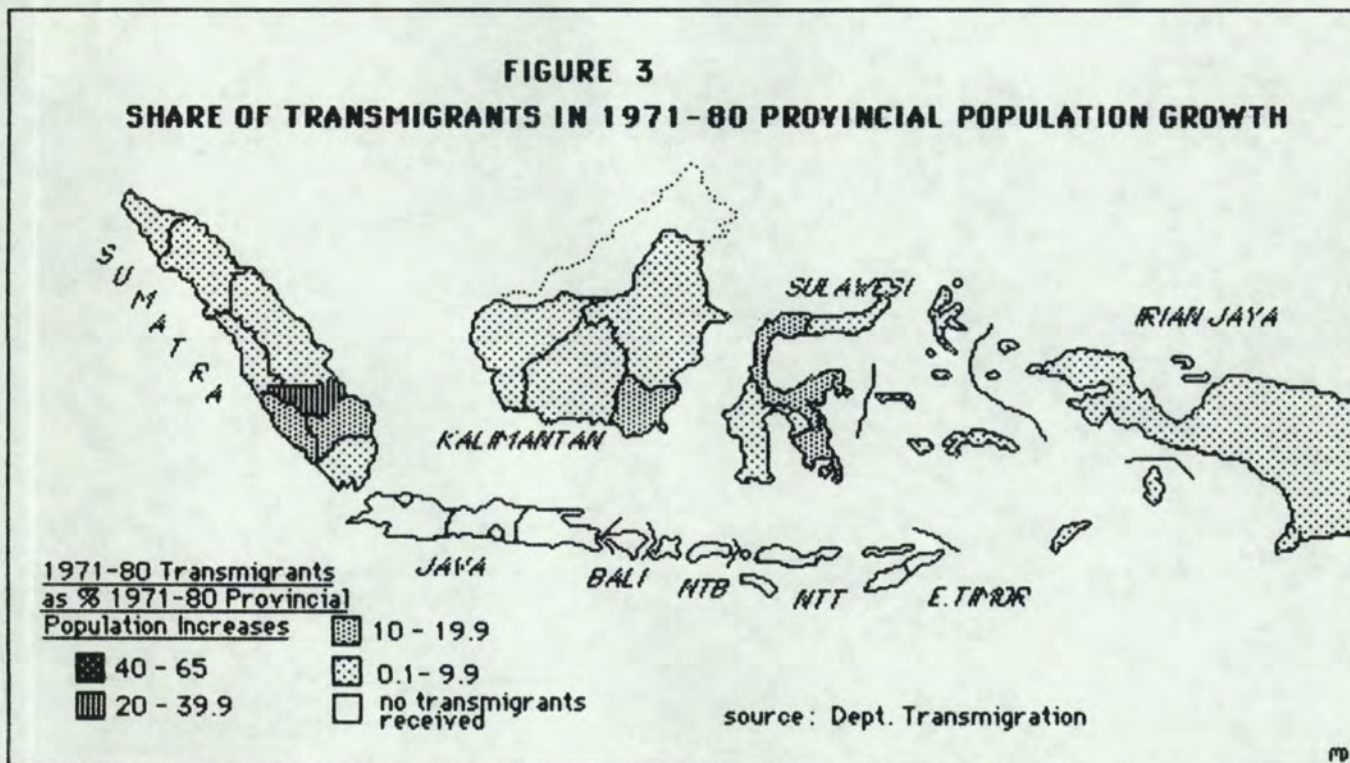 FIGURE 3
SHARE OF TRANSMIGRANTS IN 1971-80 PROVINCIAL POPULATION GROWTH
SUMATRA
KALIMANTAN
SULAWESI
IRIAN JAYA
JAVA
BALI
NTB
NTT
E.TIMOR
1971-80 Transmigrants
as % 1971-80 Provincial
Population Increases
40 - 65
20 - 39.9
10 - 19.9
0.1- 9.9
no transmigrants
received
source: Dept. Transmigration